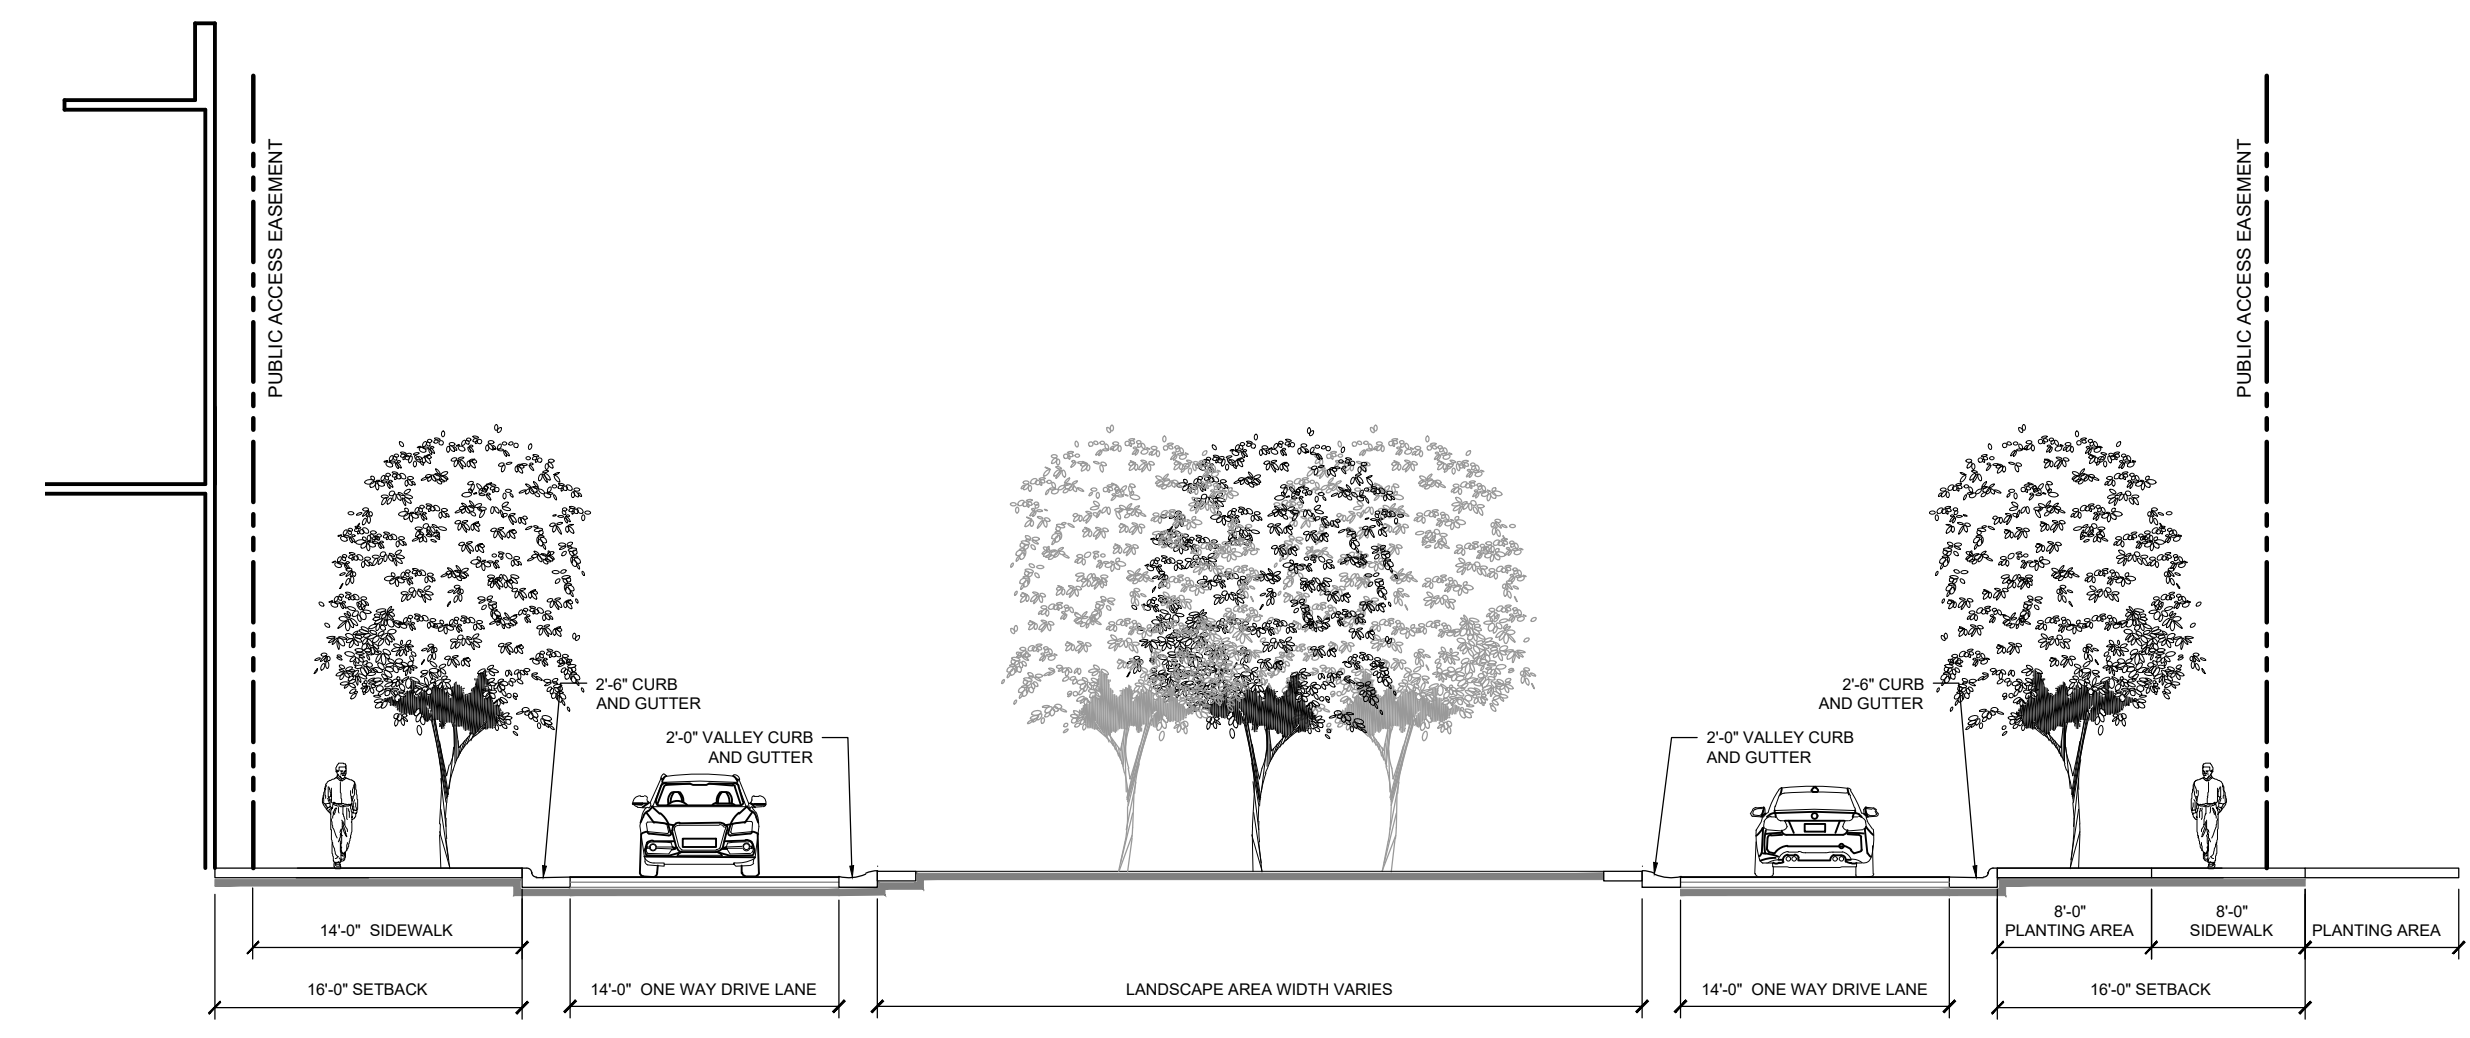 PUBLIC ACCESS EASEMENT
PUBLIC ACCESS EASEMENT
2'-6" CURB
AND GUTTER
2'-0" VALLEY CURB
AND GUTTER
2'-0" VALLEY CURB
AND GUTTER
2'-6" CURB
AND GUTTER
14'-0" SIDEWALK
8'-0"
PLANTING AREA
8'-0"
SIDEWALK
PLANTING AREA
16'-0" SETBACK
14'-0" ONE WAY DRIVE LANE
LANDSCAPE AREA WIDTH VARIES
14'-0" ONE WAY DRIVE LANE
16'-0" SETBACK